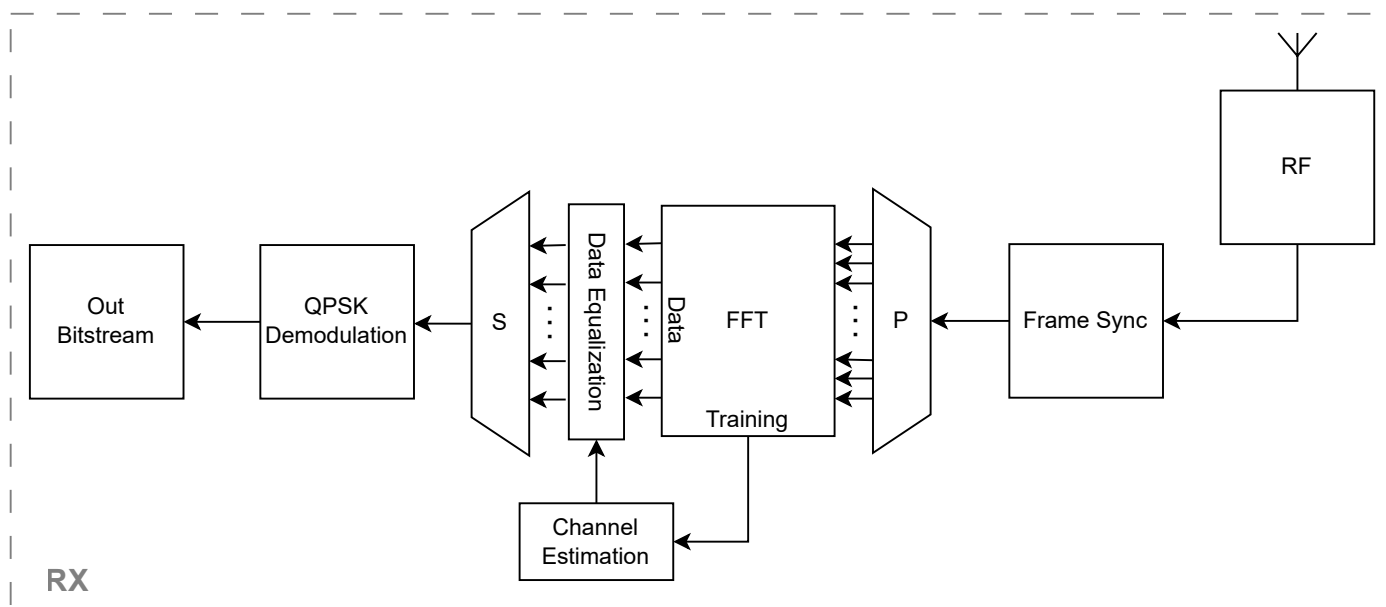 RF
Out
Bitstream
QPSK
Demodulation
S
Data Equalization
Data
FFT
Training
P
Frame Sync
Channel
Estimation
RX